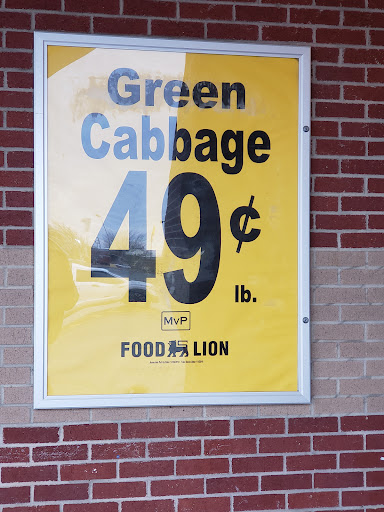 Green
Cabbage
49¢
lb.
MVP
FOOD LION